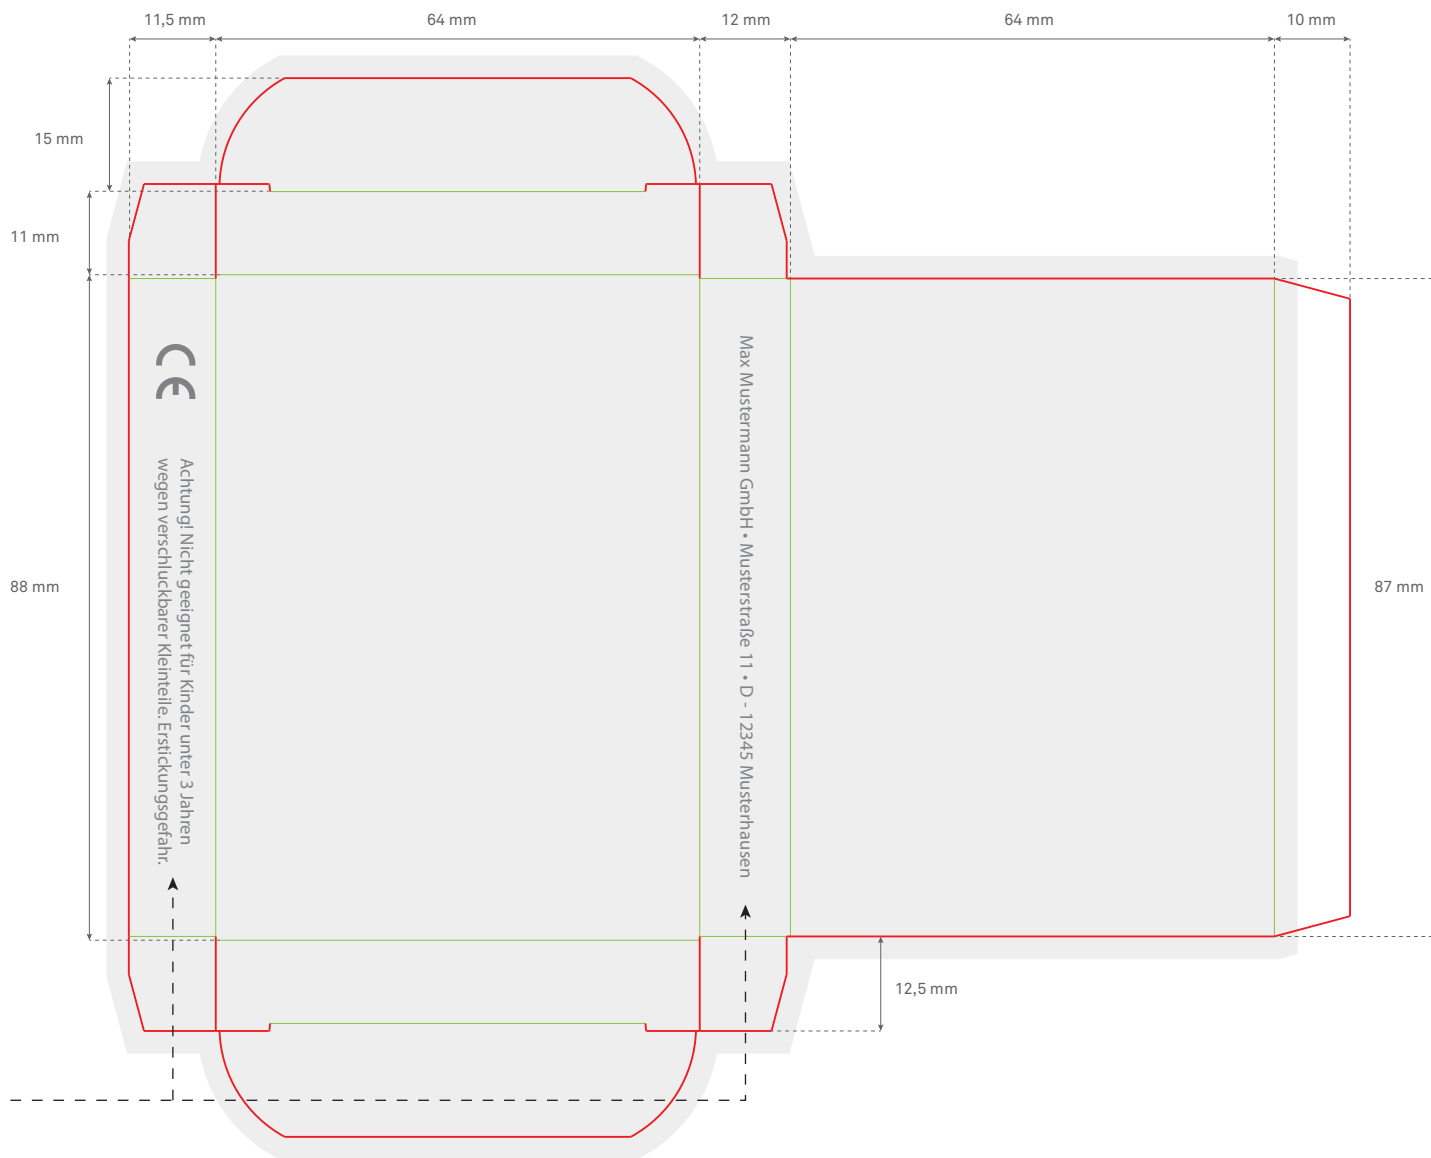 11,5 mm
64 mm
12 mm
64 mm
10 mm
15 mm
11 mm
88 mm
87 mm
12,5 mm
CE
Achtung! Nicht geeignet für Kinder unter 3 Jahren
wegen verschluckbarer Kleinteile. Erstickungsgefahr.
Max Mustermann GmbH • Musterstraße 11 • D - 12345 Musterhausen